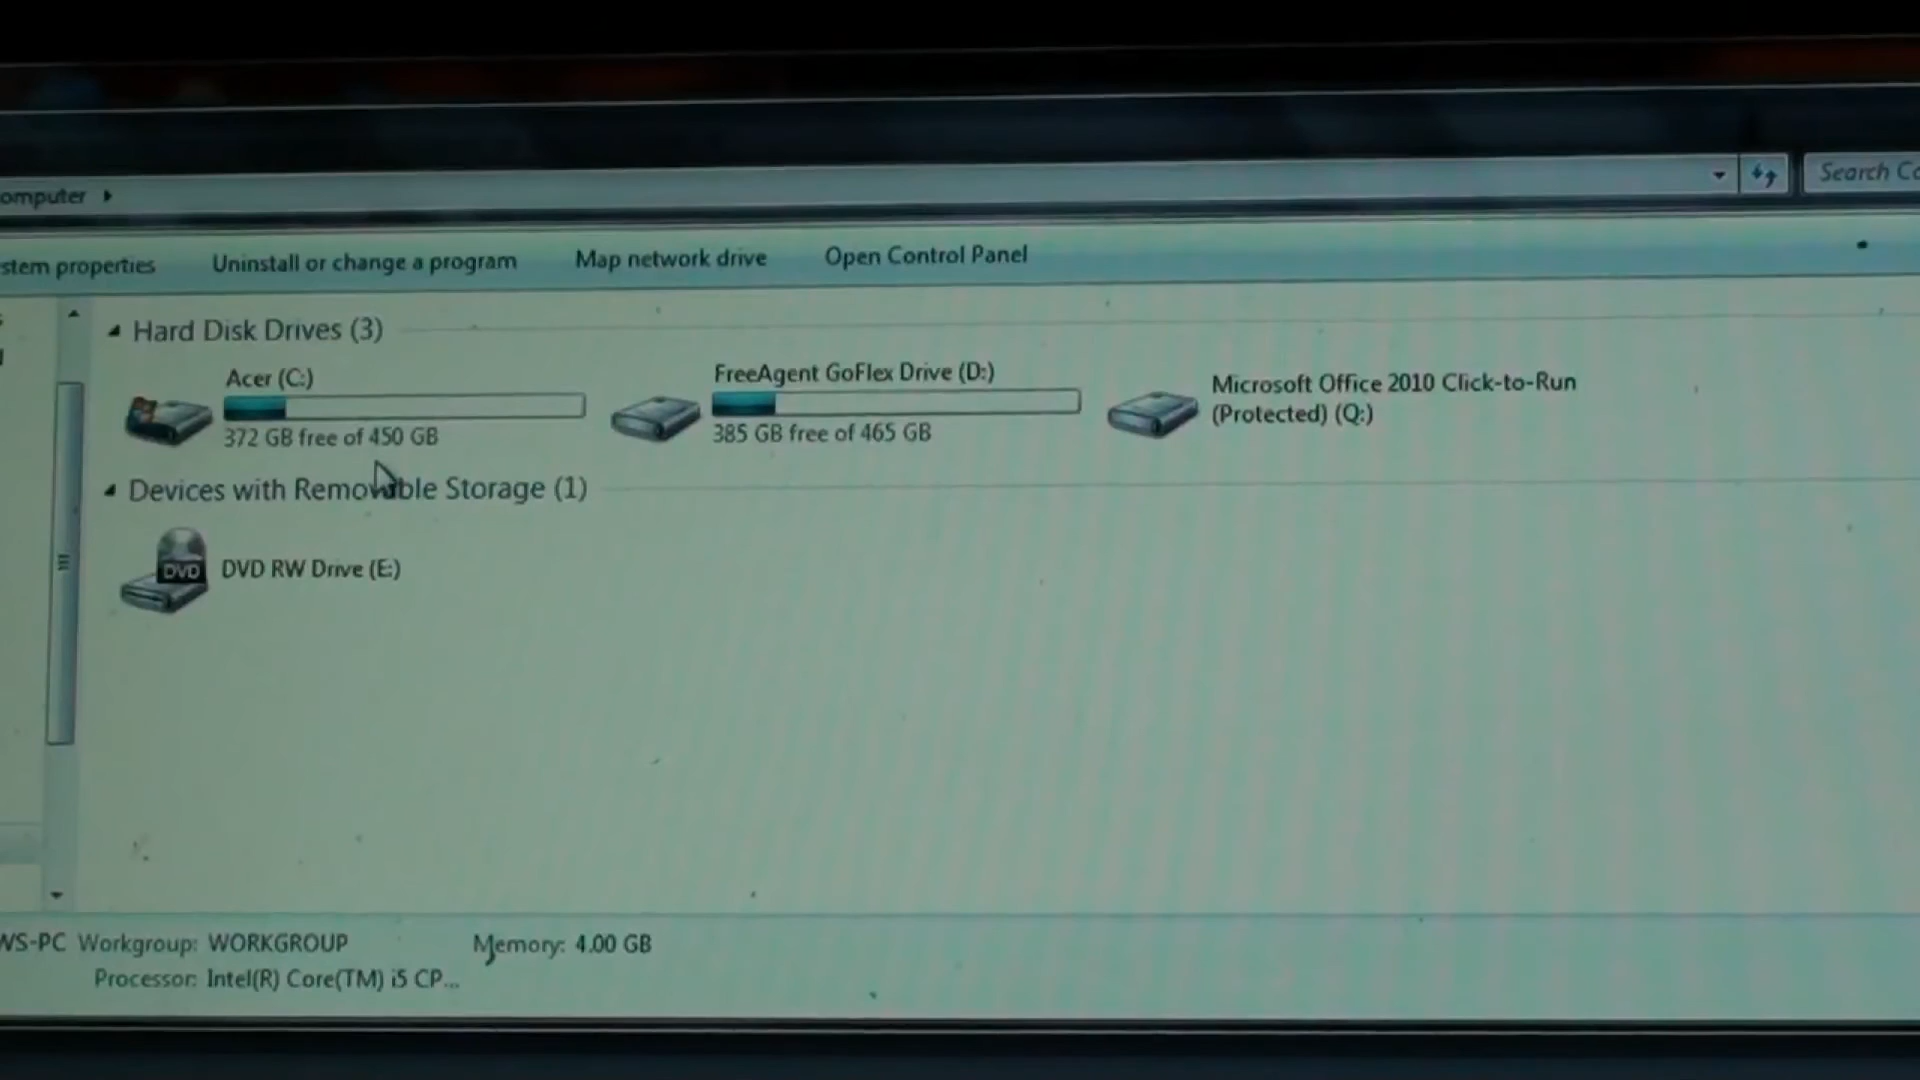 omputer
Search Co
stem properties Uninstall or change a program Map network drive Open Control Panel
Hard Disk Drives (3)
Acer (C:)
372 GB free of 450 GB
FreeAgent GoFlex Drive (D:)
385 GB free of 465 GB
Microsoft Office 2010 Click-to-Run
(Protected) (Q:)
Devices with Removable Storage (1)
DVD
DVD RW Drive (E:)
WS-PC Workgroup: WORKGROUP Memory: 4.00 GB
Processor: Intel(R) Core(TM) i5 CP...